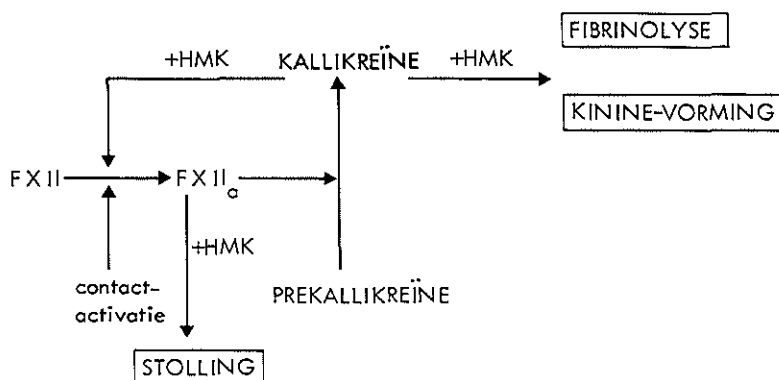 FIBRINOLYSE
+HMK KALLIKREÏNE +HMK
KININE-VORMING
FXII FXIIa
+HMK
contact-
activatie
PREKALLIKREÏNE
STOLLING